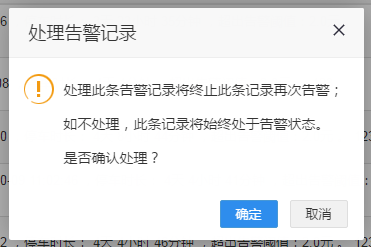 处理告警记录
处理此条告警记录将终止此条记录再次告警；
如不处理，此条记录将始终处于告警状态。
是否确认处理？
确定
取消